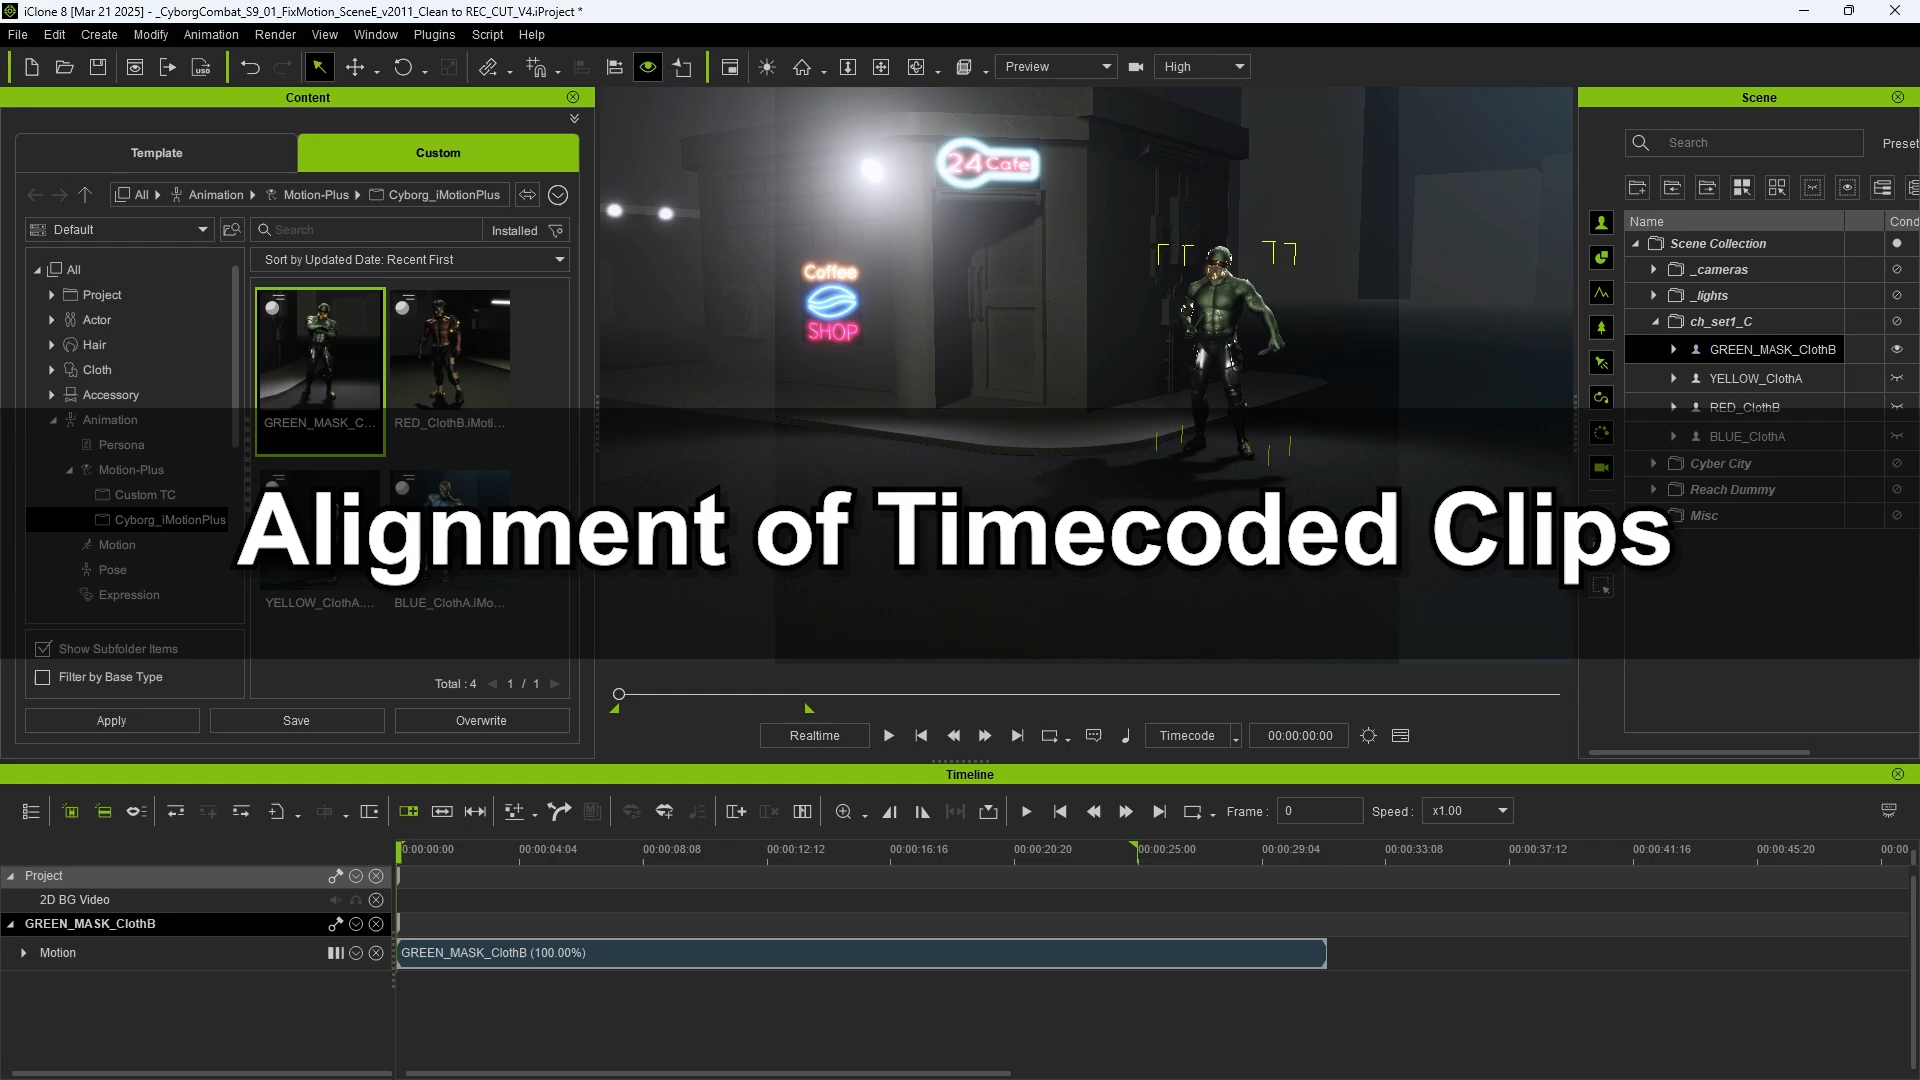 iClone 8 [Mar 21 2025] - _CyborgCombat_S9_01_FixMotion_SceneE_v2011_Clean to REC_CUT_V4.iProject *
File Edit Create Modify Animation Render View Window Plugins Script Help
Preview High
Content
Template Custom
All Animation Motion-Plus Cyborg_iMotionPlus
Default Search Installed
Sort by Updated Date: Recent First
All
Project
Actor
Hair
Cloth
Accessory
Animation
Persona
Motion-Plus
Custom TC
Cyborg_iMotionPlus
Motion
Pose
Expression
GREEN_MASK_C... RED_ClothB.iMoti...
YELLOW_ClothA.... BLUE_ClothA.iMo...
Show Subfolder Items
Filter by Base Type
Total : 4 1 / 1
Apply Save Overwrite
24 Cafe
Coffee
SHOP
Alignment of Timecoded Clips
Realtime Timecode 00:00:00:00
Scene
Search Preset
Name Cond
Scene Collection
_cameras
_lights
ch_set1_C
GREEN_MASK_ClothB
YELLOW_ClothA
RED_ClothB
BLUE_ClothA
Cyber City
Reach Dummy
Misc
Timeline
Frame : 0 Speed : x1.00
0:00:00:00 00:00:04:04 00:00:08:08 00:00:12:12 00:00:16:16 00:00:20:20 00:00:25:00 00:00:29:04 00:00:33:08 00:00:37:12 00:00:41:16 00:00:45:20 00:00
Project
2D BG Video
GREEN_MASK_ClothB
Motion GREEN_MASK_ClothB (100.00%)